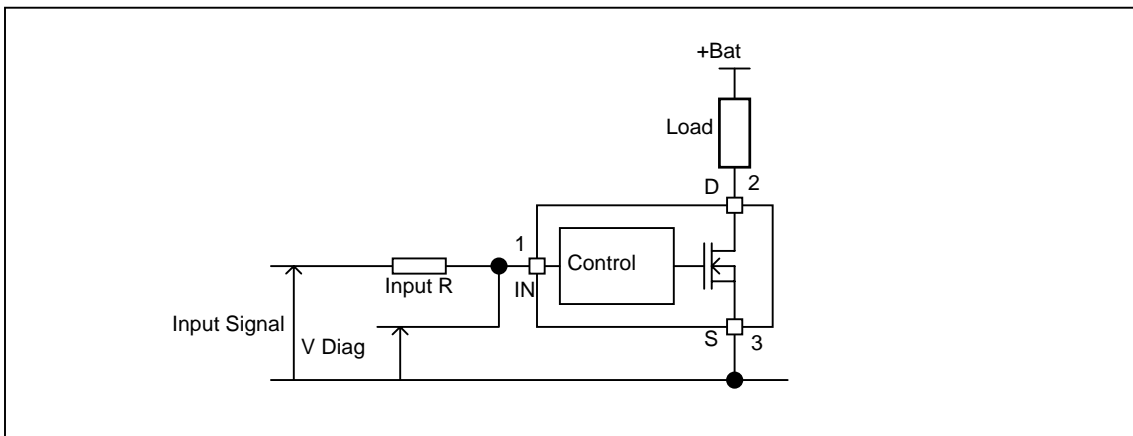 +Bat
Load
D
2
1
Control
Input R
IN
Input Signal
V Diag
S
3